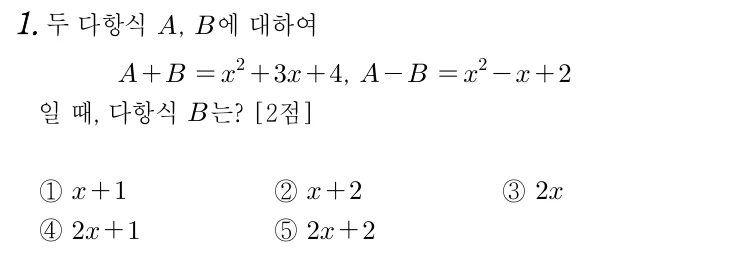 1. 두 다항식 A, B에 대하여
A+B=x²+3x+4, A−B=x²−x+2
일 때, 다항식 B는? [2점]
① x+1 ② x+2 ③ 2x
④ 2x+1 ⑤ 2x+2